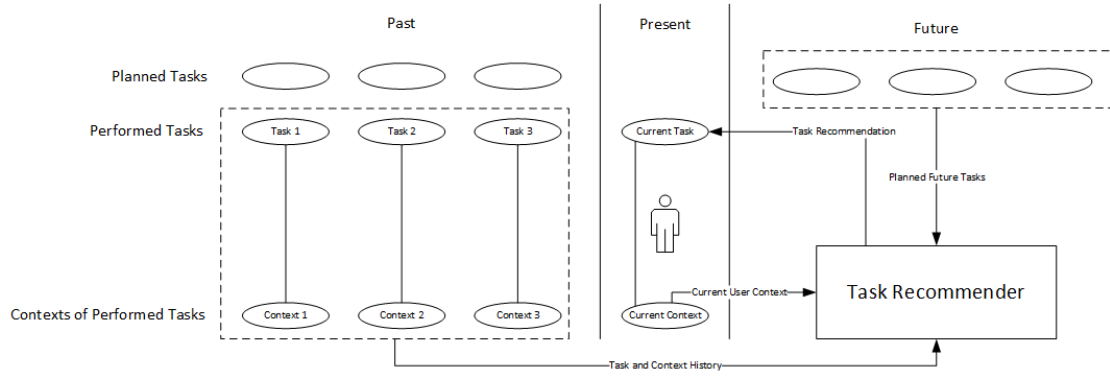 Past
Present
Future
Planned Tasks
Performed Tasks
Task 1
Task 2
Task 3
Current Task
Task Recommendation
Planned Future Tasks
Task Recommender
Current User Context
Contexts of Performed Tasks
Context 1
Context 2
Context 3
Current Context
Task and Context History